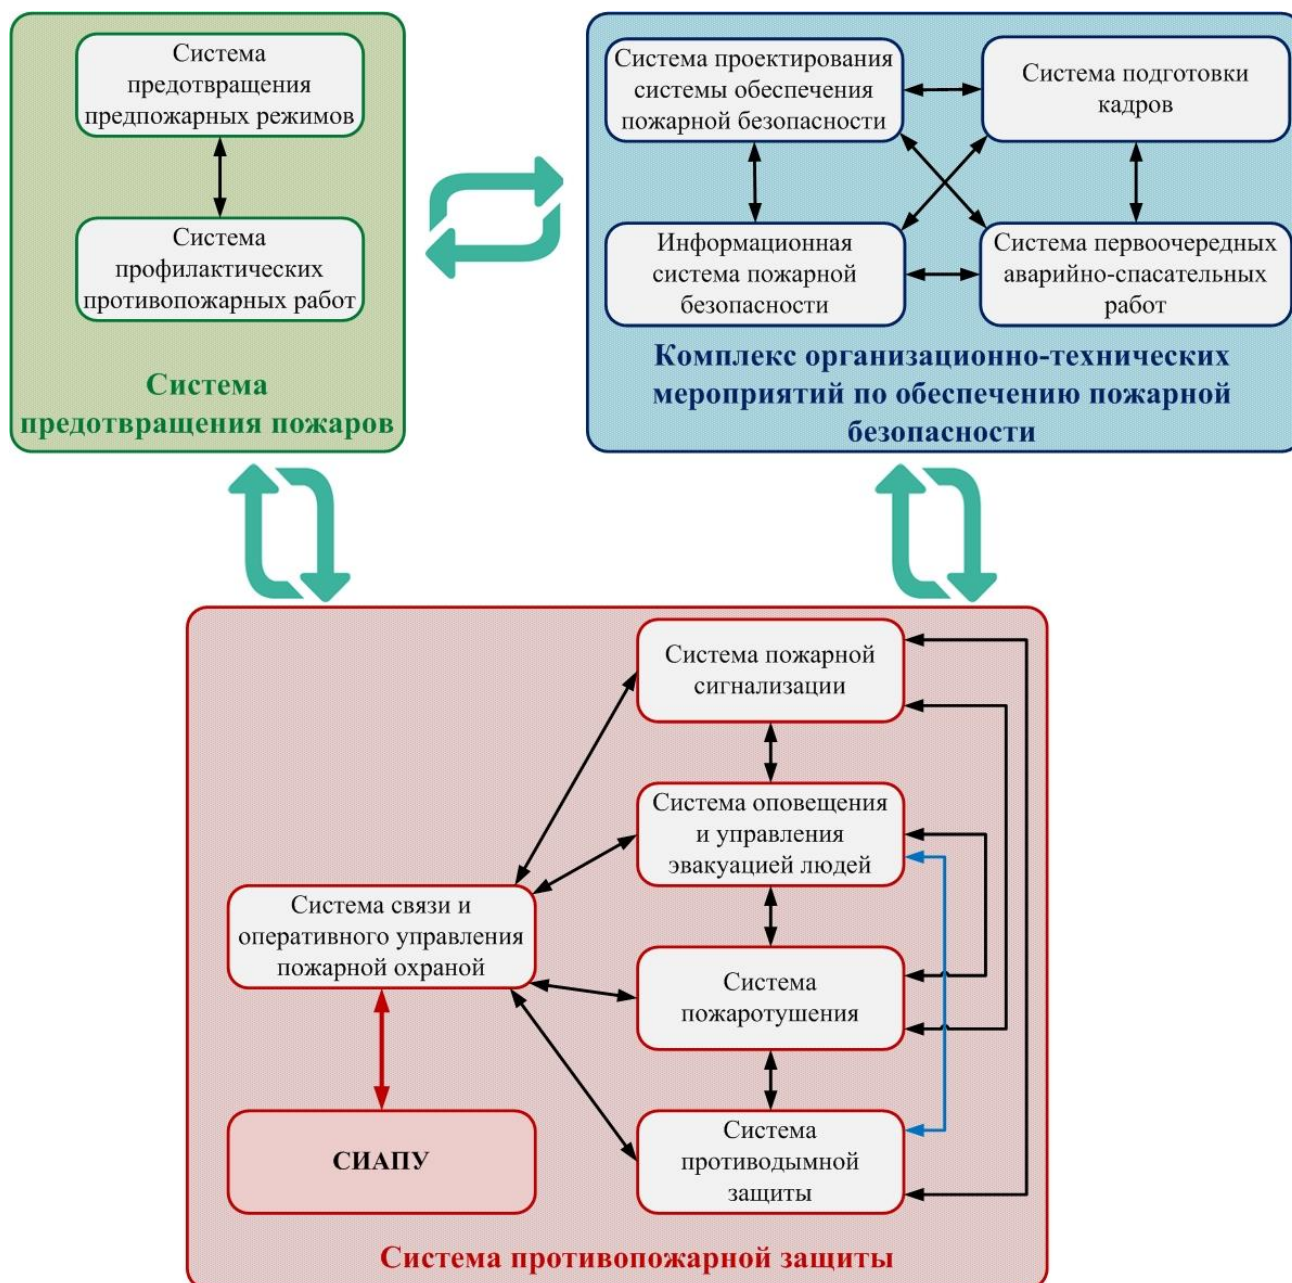 Система
предотвращения
предпожарных режимов
Система
профилактических
противопожарных работ
Система
предотвращения пожаров
Система проектирования
системы обеспечения
пожарной безопасности
Система подготовки
кадров
Информационная
система пожарной
безопасности
Система первоочередных
аварийно-спасательных
работ
Комплекс организационно-технических
мероприятий по обеспечению пожарной
безопасности
Система пожарной
сигнализации
Система оповещения
и управления
эвакуацией людей
Система связи и
оперативного управления
пожарной охраной
Система
пожаротушения
СИАПУ
Система
противодымной
защиты
Система противопожарной защиты